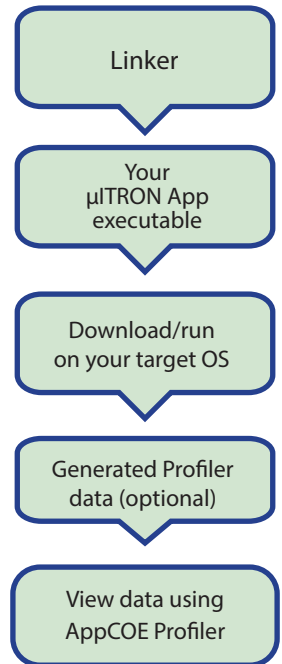 Linker
Your
µITRON App
executable
Download/run
on your target OS
Generated Profiler
data (optional)
View data using
AppCOE Profiler